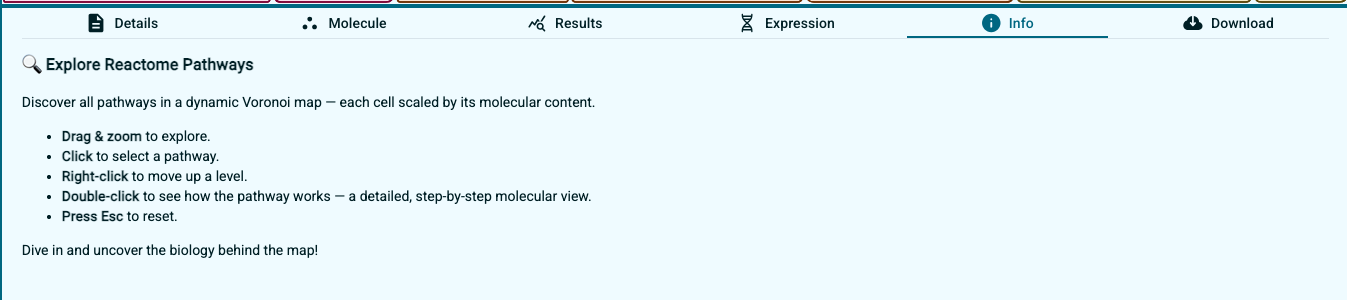 Details Molecule Results Expression Info Download
Explore Reactome Pathways
Discover all pathways in a dynamic Voronoi map — each cell scaled by its molecular content.
• Drag & zoom to explore.
• Click to select a pathway.
• Right-click to move up a level.
• Double-click to see how the pathway works — a detailed, step-by-step molecular view.
• Press Esc to reset.
Dive in and uncover the biology behind the map!